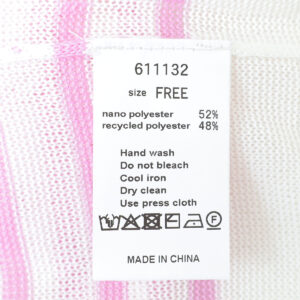 611132
size FREE
nano polyester 52%
recycled polyester 48%
Hand wash
Do not bleach
Cool iron
Dry clean
Use press cloth
MADE IN CHINA